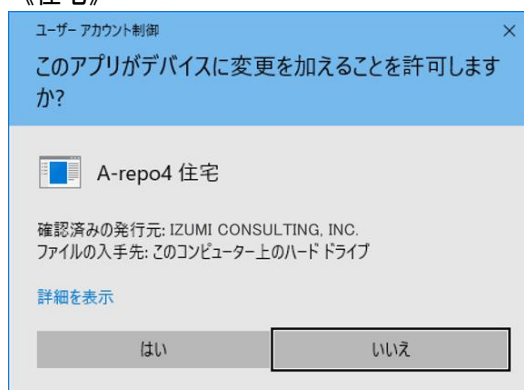 《住宅》
ユーザー アカウント制御
×
このアプリがデバイスに変更を加えることを許可します
か?
A-repo4 住宅
確認済みの発行元: IZUMI CONSULTING, INC.
ファイルの入手先: このコンピューター上のハード ドライブ
詳細を表示
はい
いいえ